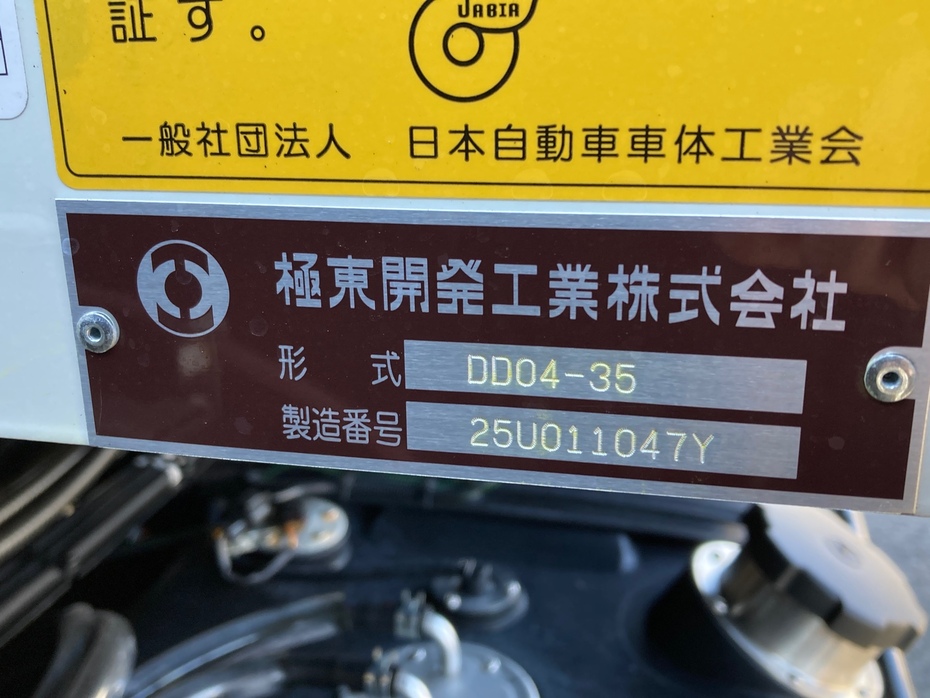 証す。
JABIA
一般社団法人 日本自動車車体工業会
極東開発工業株式会社
形 式 DD04-35
製造番号 25U011047Y